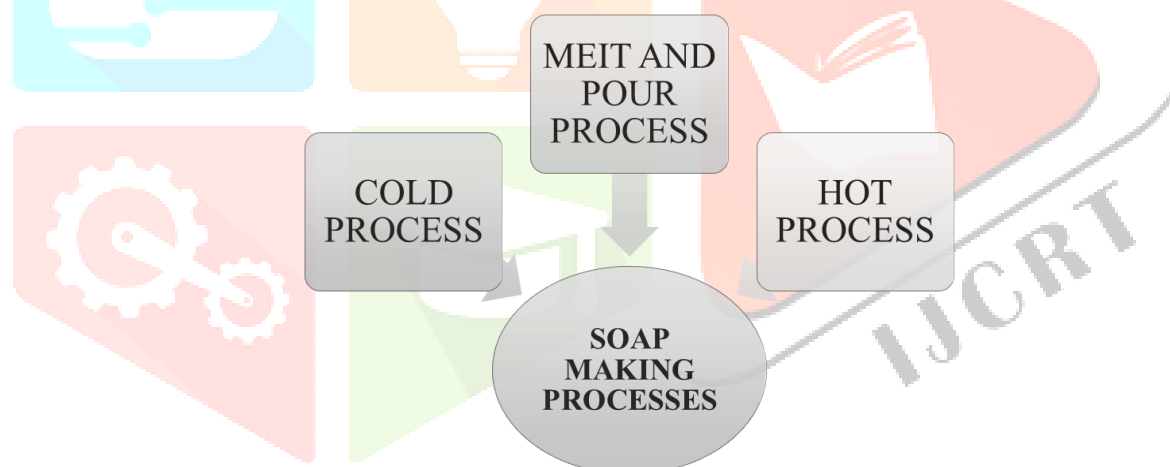 MEIT AND
POUR
PROCESS
COLD
PROCESS
HOT
PROCESS
SOAP
MAKING
PROCESSES
IJCRT